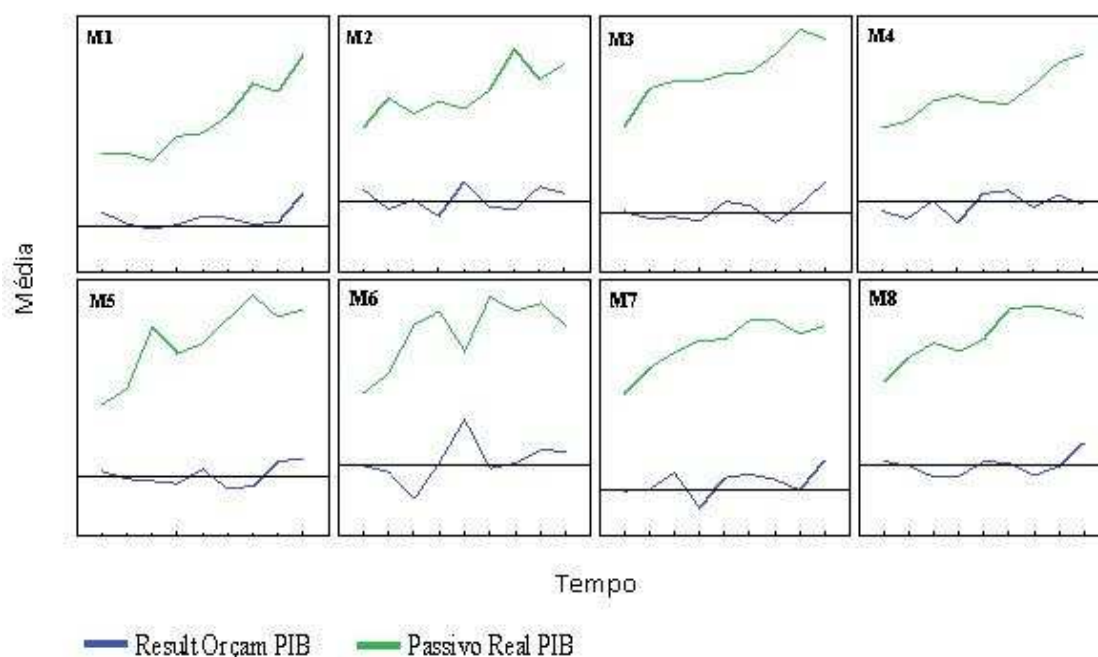 M1
M2
M3
M4
Média
M5
M6
M7
M8
Tempo
Result Orçam PIB
Passivo Real PIB